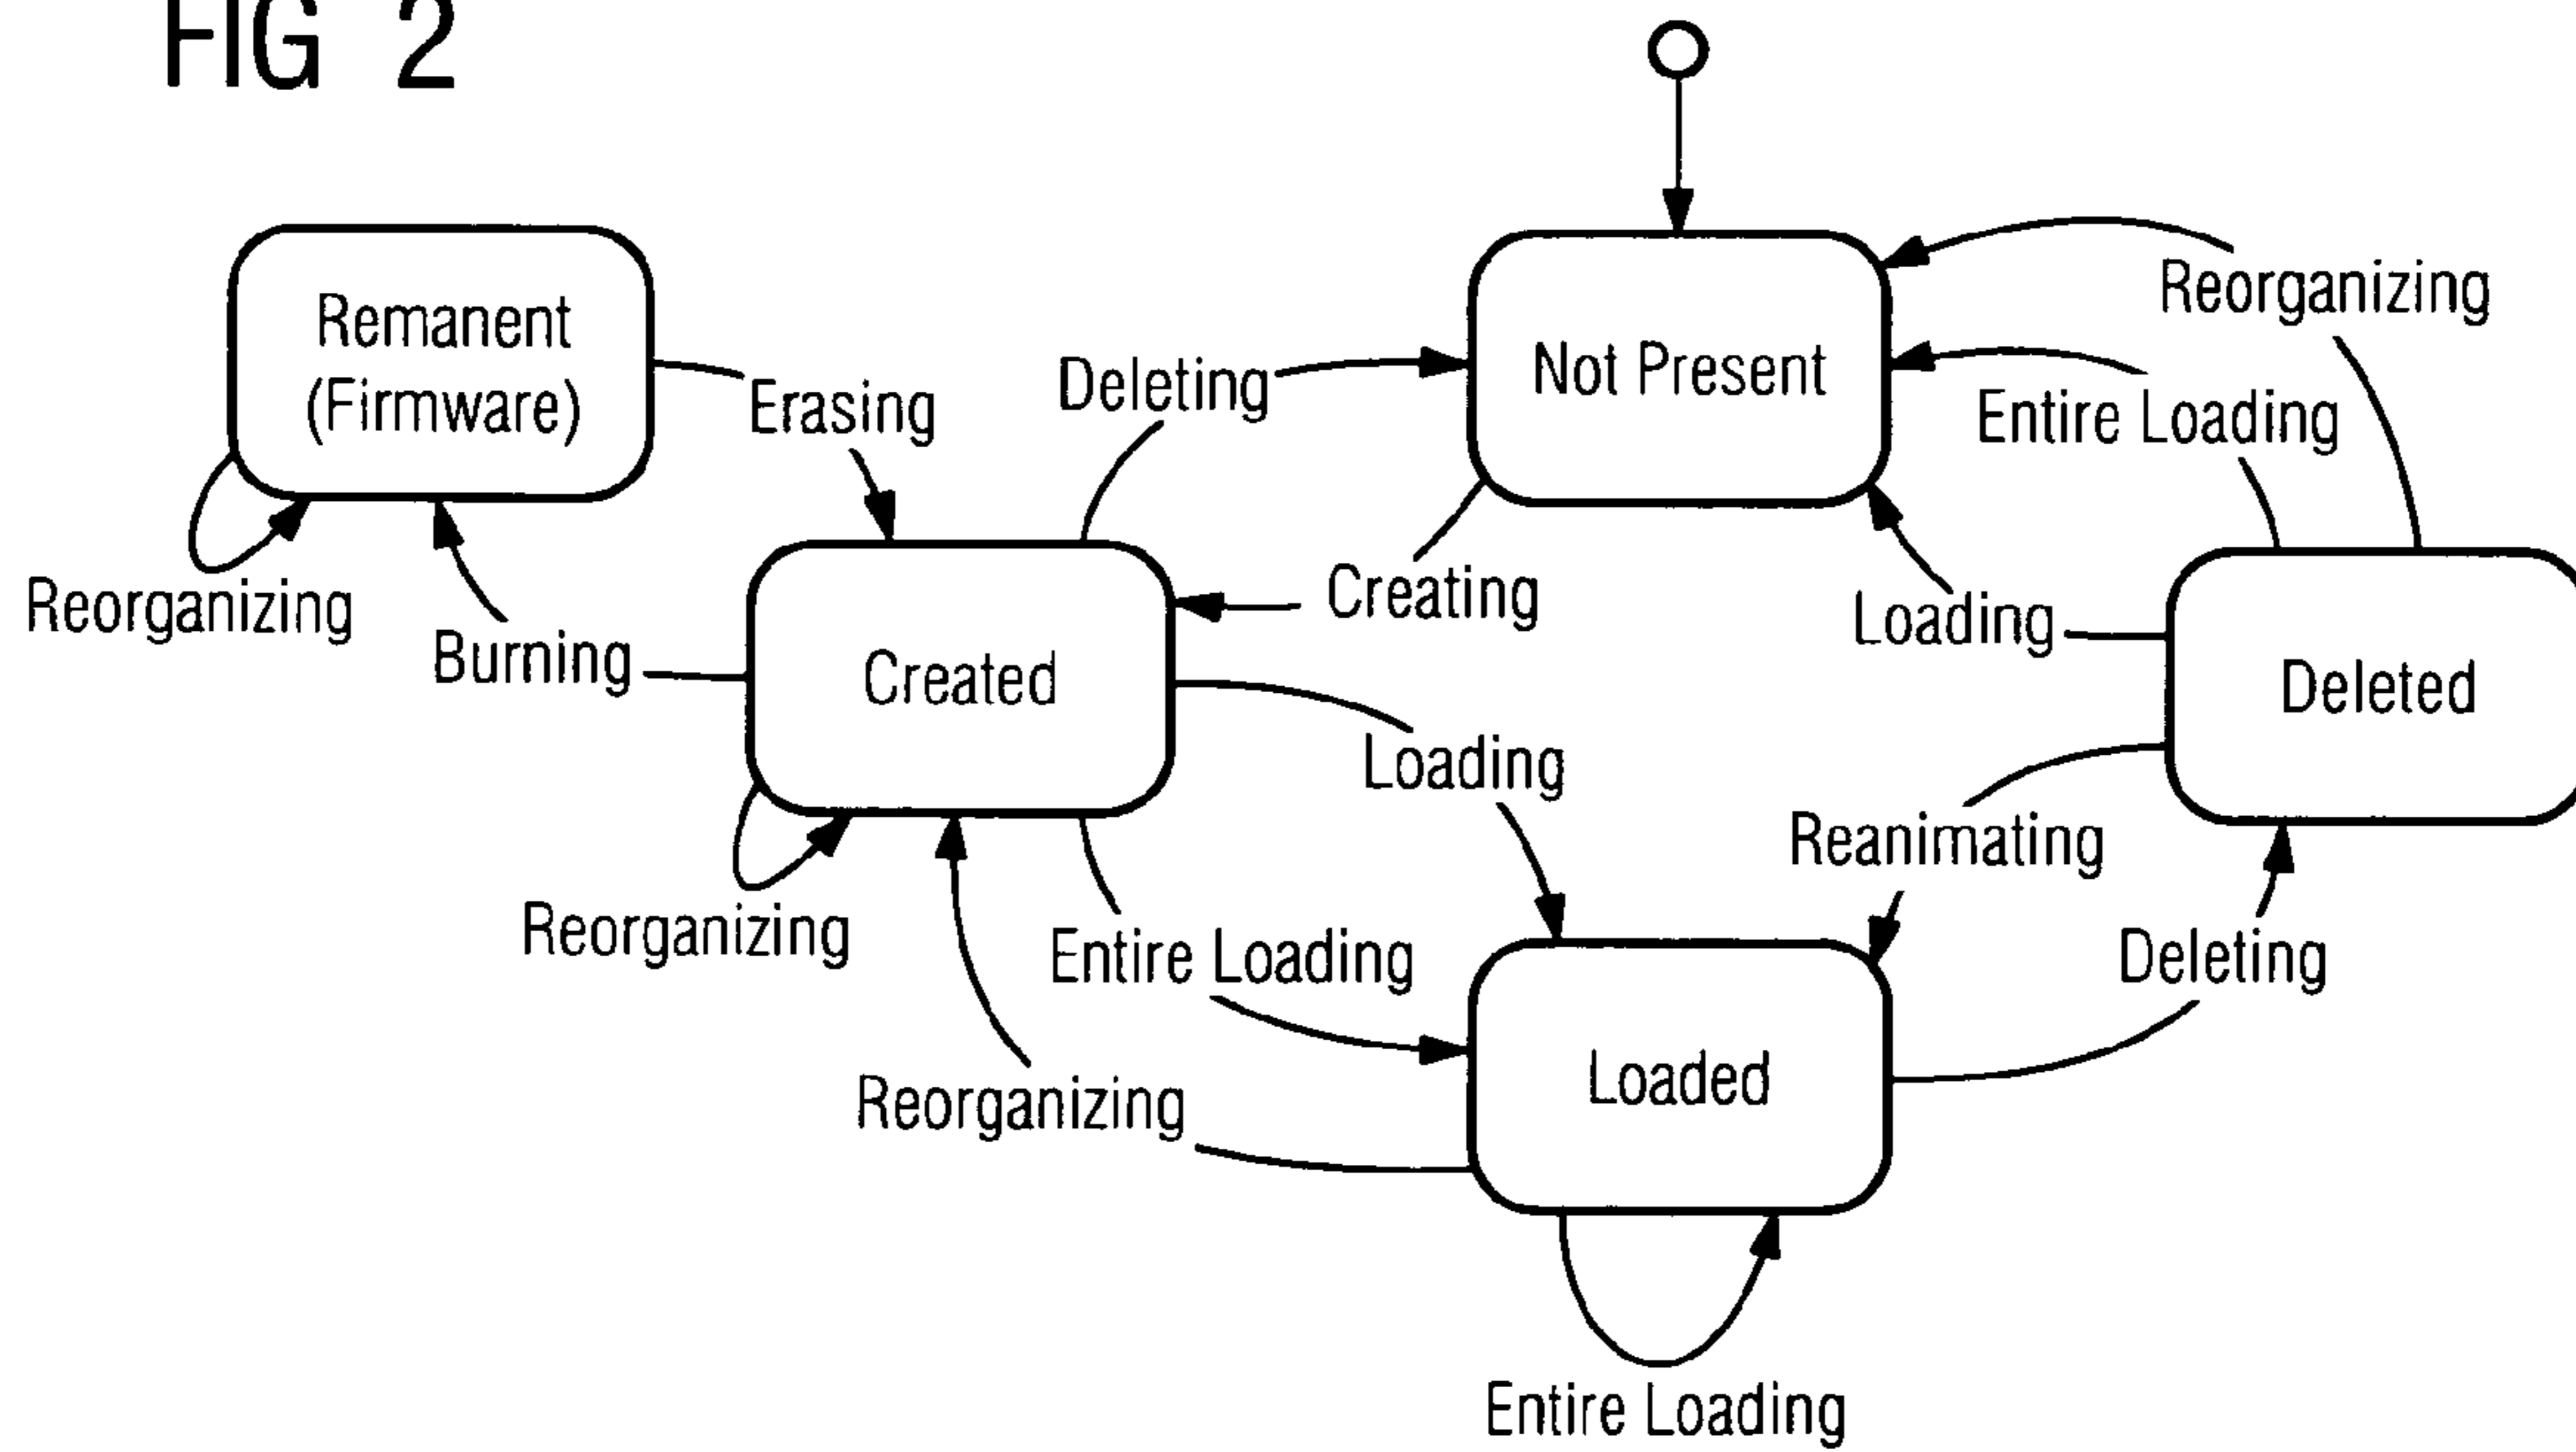 FIG 2
Remanent
(Firmware)
Erasing
Deleting
Not Present
Reorganizing
Entire Loading
Reorganizing
Burning
Created
Creating
Loading
Deleted
Loading
Reanimating
Reorganizing
Entire Loading
Deleting
Reorganizing
Loaded
Entire Loading